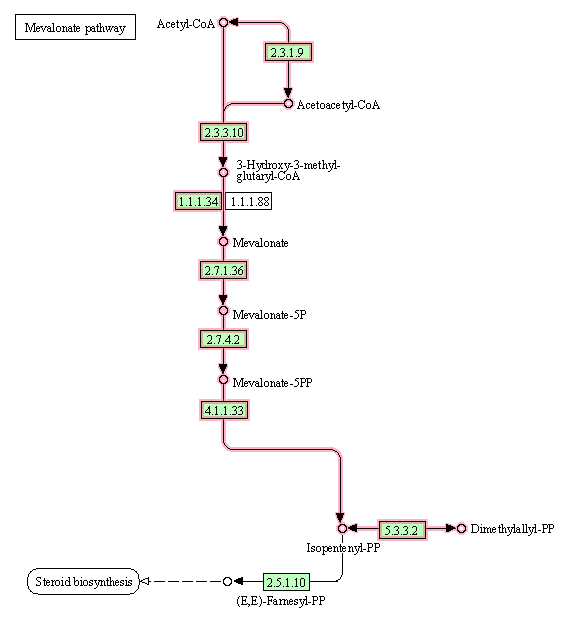 Mevalonate pathway
Acetyl-CoA
2.3.1.9
Acetoacetyl-CoA
2.3.3.10
3-Hydroxy-3-methyl-
glutaryl-CoA
1.1.1.34
1.1.1.88
Mevalonate
2.7.1.36
Mevalonate-5P
2.7.4.2
Mevalonate-5PP
4.1.1.33
5.3.3.2
Dimethylallyl-PP
Isopentenyl-PP
Steroid biosynthesis
2.5.1.10
(E,E)-Farnesyl-PP